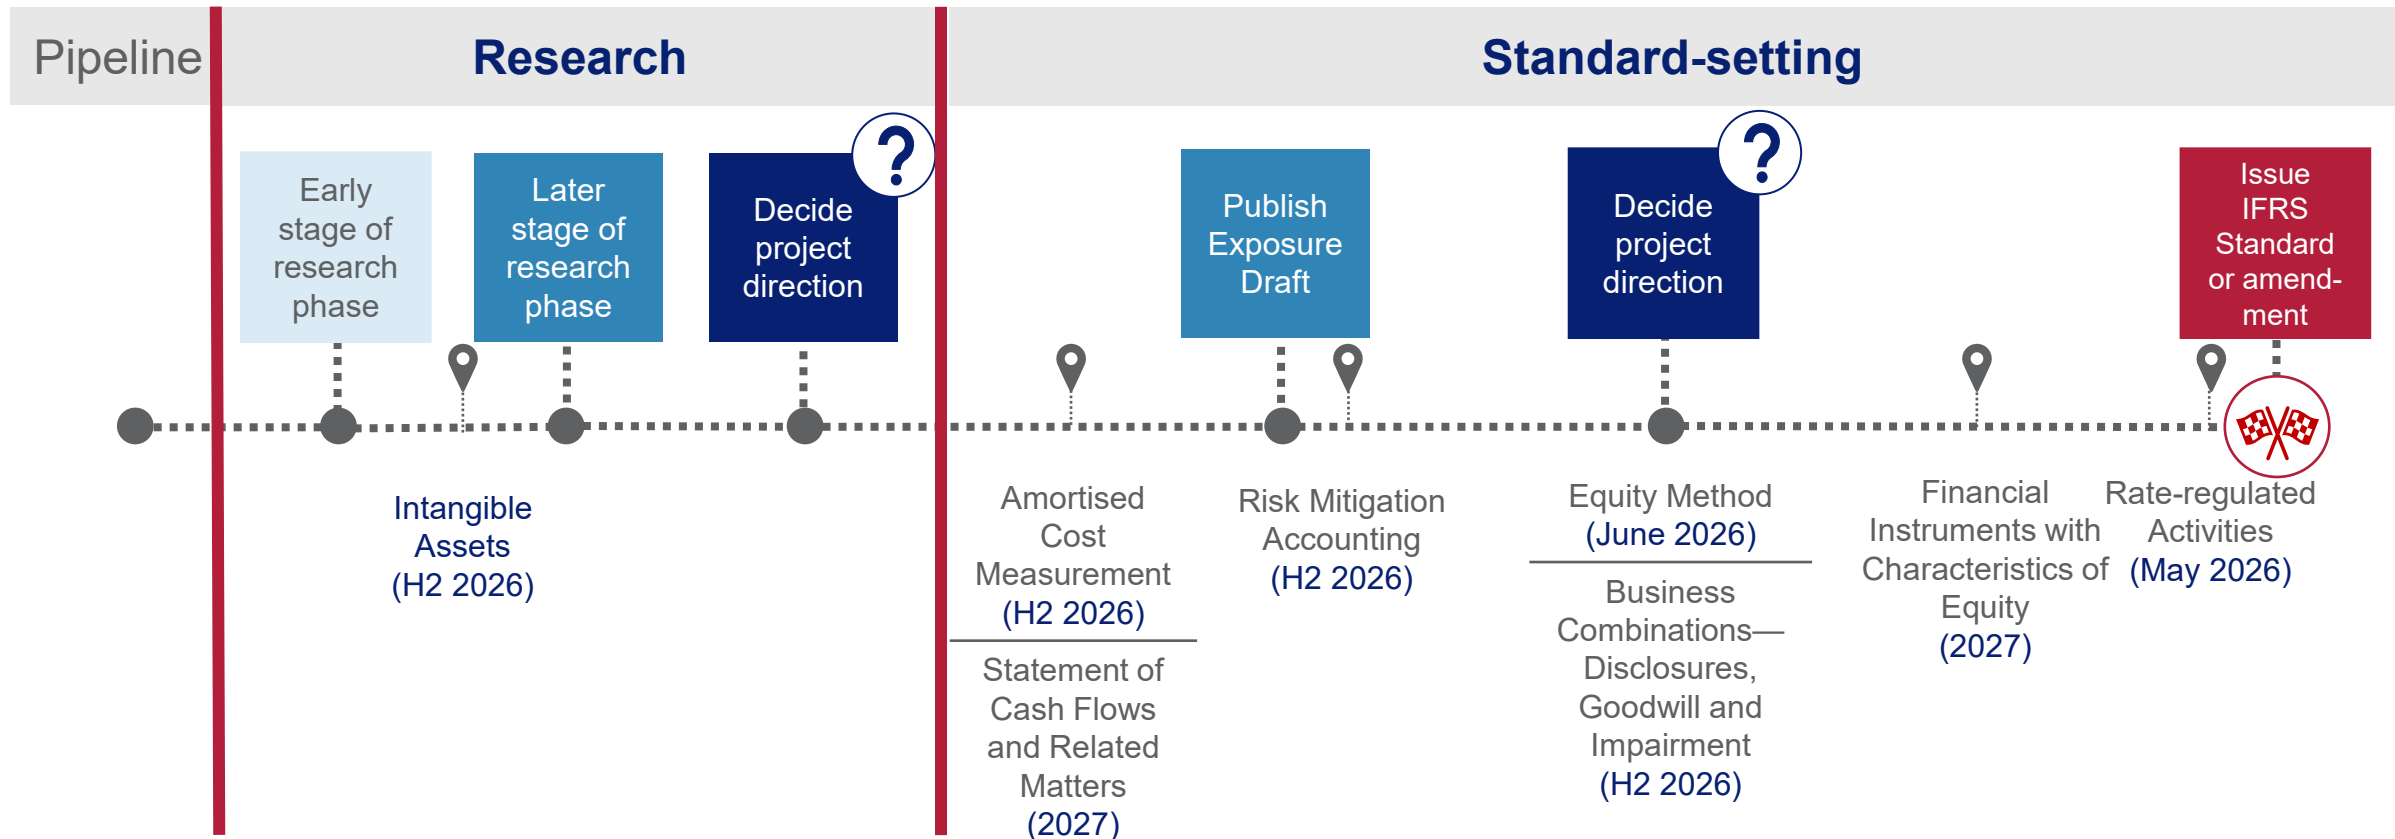 Pipeline
Research
Standard-setting
Early
stage of
research
phase
Later
stage of
research
phase
Decide
project
direction
?
Publish
Exposure
Draft
Decide
project
direction
?
Issue
IFRS
Standard
or amend-
ment
Intangible
Assets
(H2 2026)
Amortised
Cost
Measurement
(H2 2026)
Statement of
Cash Flows
and Related
Matters
(2027)
Risk Mitigation
Accounting
(H2 2026)
Equity Method
(June 2026)
Business
Combinations—
Disclosures,
Goodwill and
Impairment
(H2 2026)
Financial
Instruments with
Characteristics of
Equity
(2027)
Rate-regulated
Activities
(May 2026)